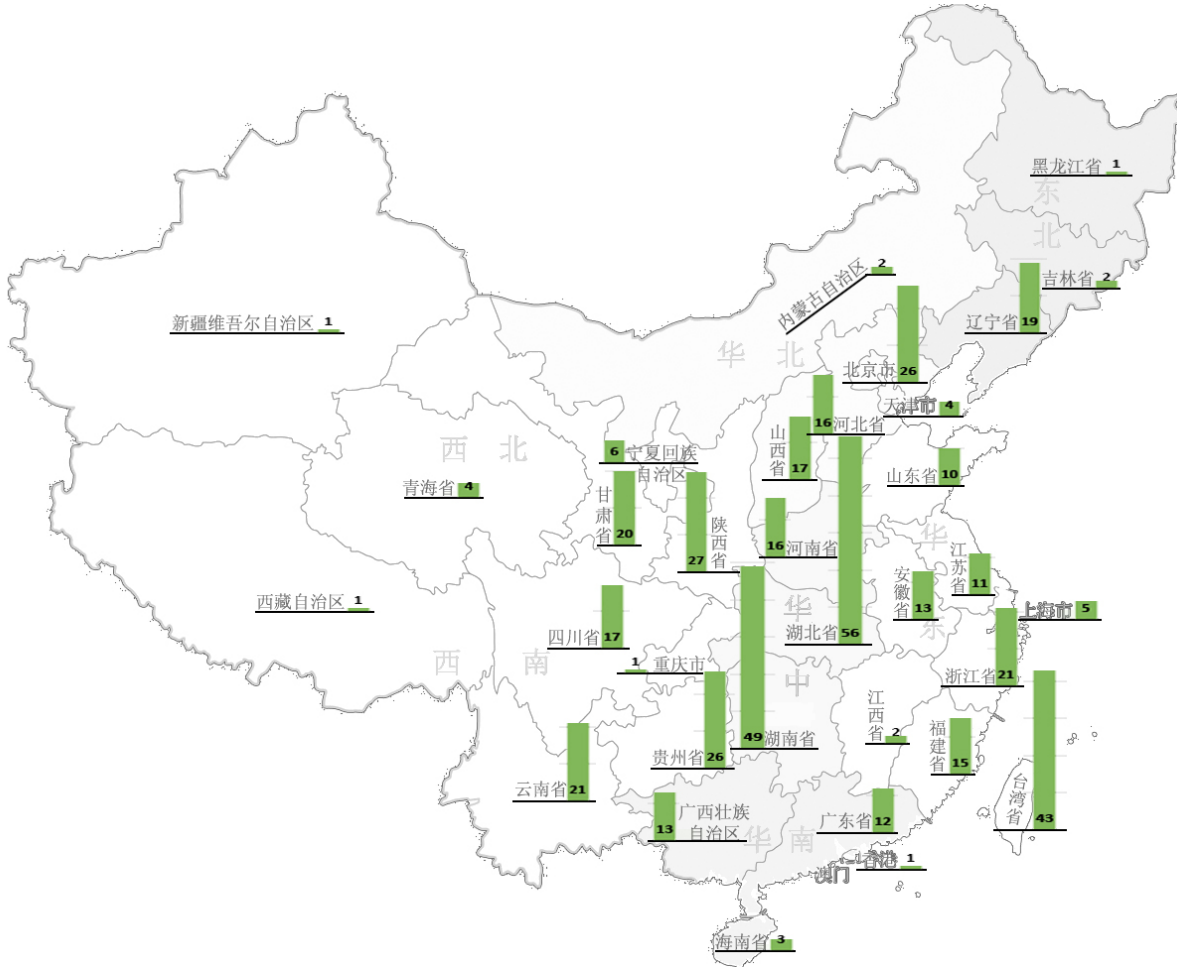 黑龙江省 1
东
北
内蒙古自治区 2
吉林省 2
辽宁省 19
新疆维吾尔自治区 1
华 北
北京市 26
天津市 4
16 河北省
山西省 17
西 北
6 宁夏回族
自治区
山东省 10
青海省 4
甘肃省 20
陕西省 27
16 河南省
华
东
江苏省 11
安徽省 13
西藏自治区 1
上海市 5
四川省 17
华
中
湖北省 56
西 南
1 重庆市
浙江省 21
江西省 2
49 湖南省
贵州省 26
福建省 15
云南省 21
台湾省 43
13 广西壮族
自治区
广东省 12
华 南
香港 1
澳门
海南省 3